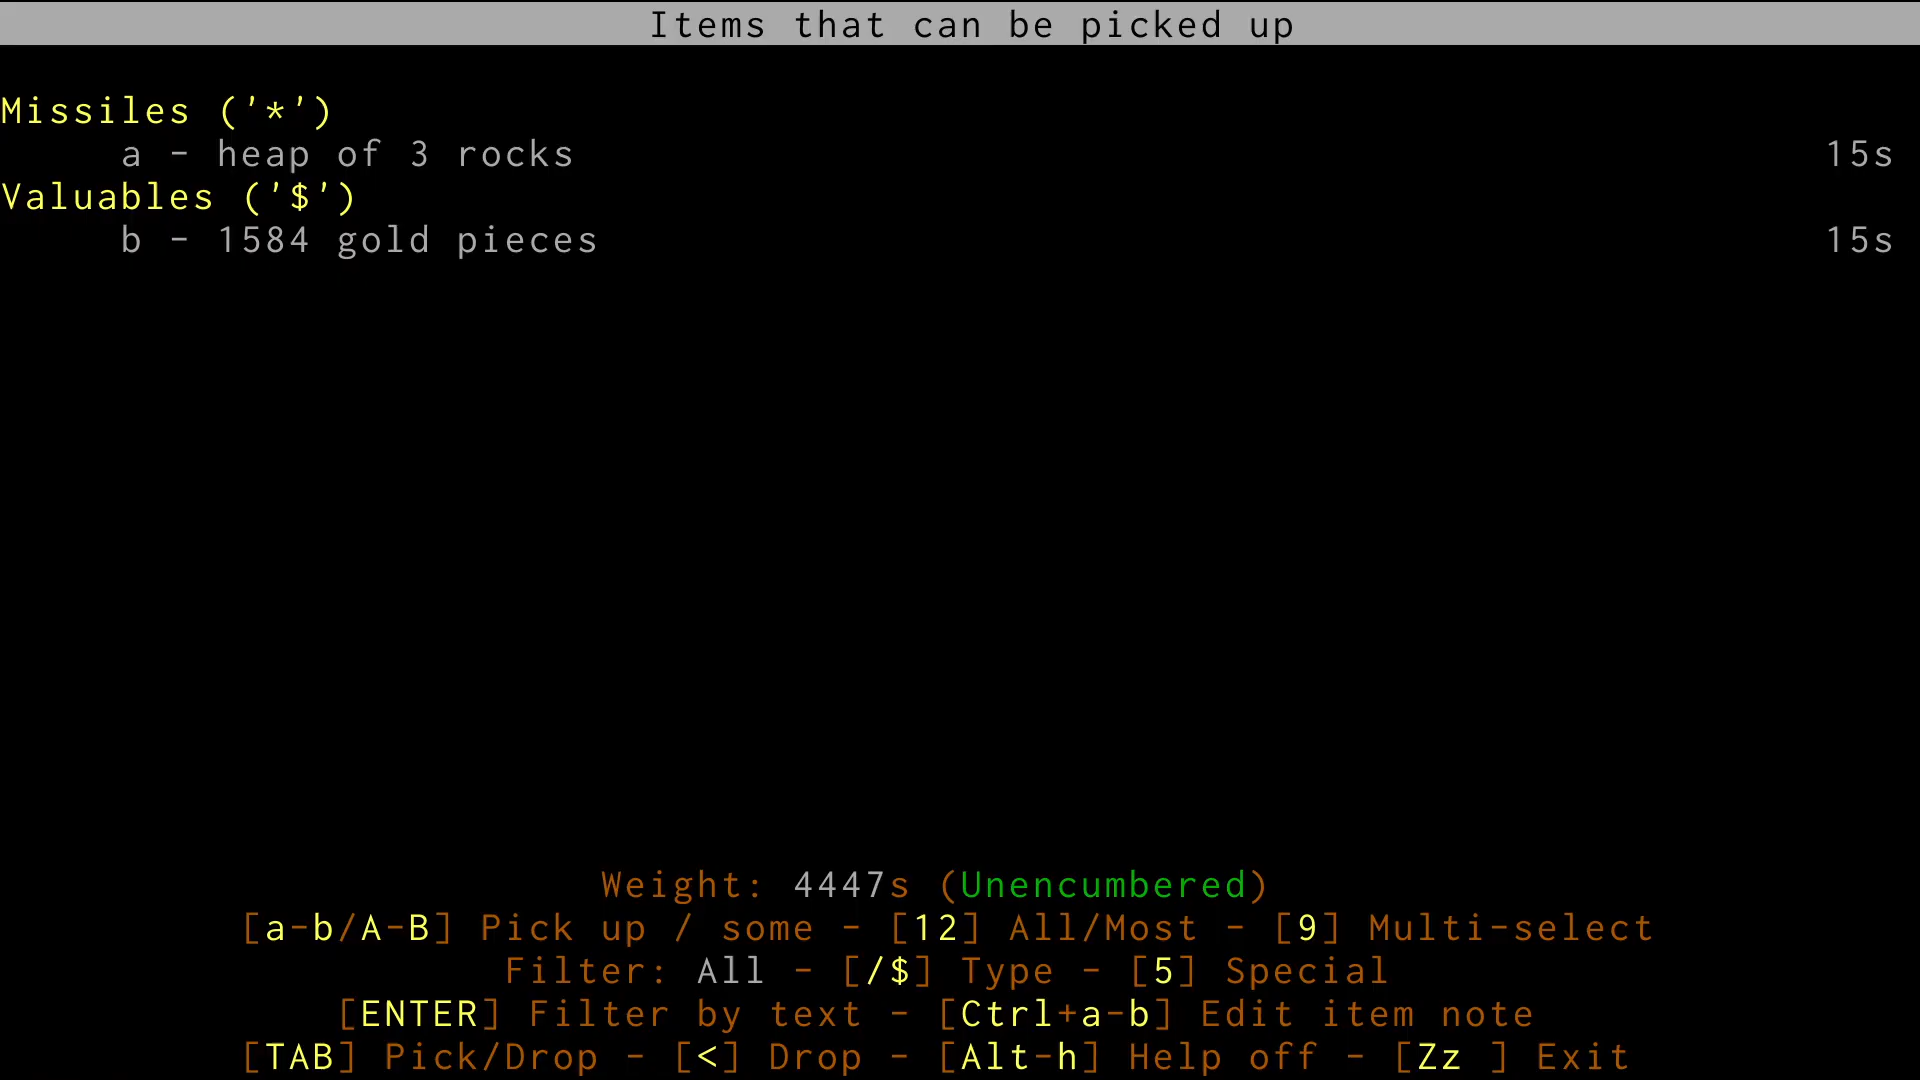 Items that can be picked up
Missiles ('*')
a - heap of 3 rocks 15s
Valuables ('$')
b - 1584 gold pieces 15s
Weight: 4447s (Unencumbered)
[a-b/A-B] Pick up / some - [12] All/Most - [9] Multi-select
Filter: All - [/$] Type - [5] Special
[ENTER] Filter by text - [Ctrl+a-b] Edit item note
[TAB] Pick/Drop - [<] Drop - [Alt-h] Help off - [Zz ] Exit